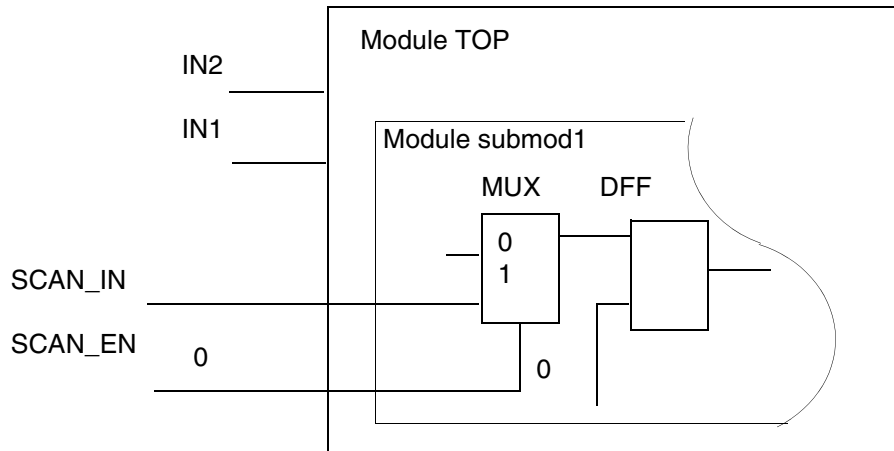 Module TOP
IN2
IN1
Module submod1
MUX DFF
0
1
SCAN_IN
SCAN_EN
0
0